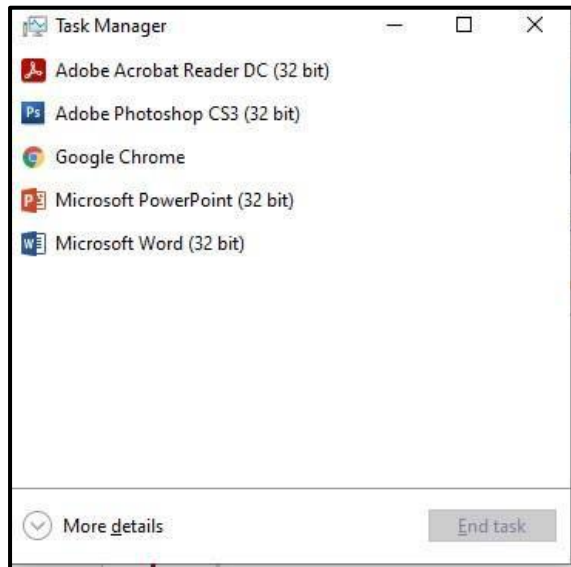 Task Manager
Adobe Acrobat Reader DC (32 bit)
Ps Adobe Photoshop CS3 (32 bit)
Google Chrome
P Microsoft PowerPoint (32 bit)
W Microsoft Word (32 bit)
More details
End task